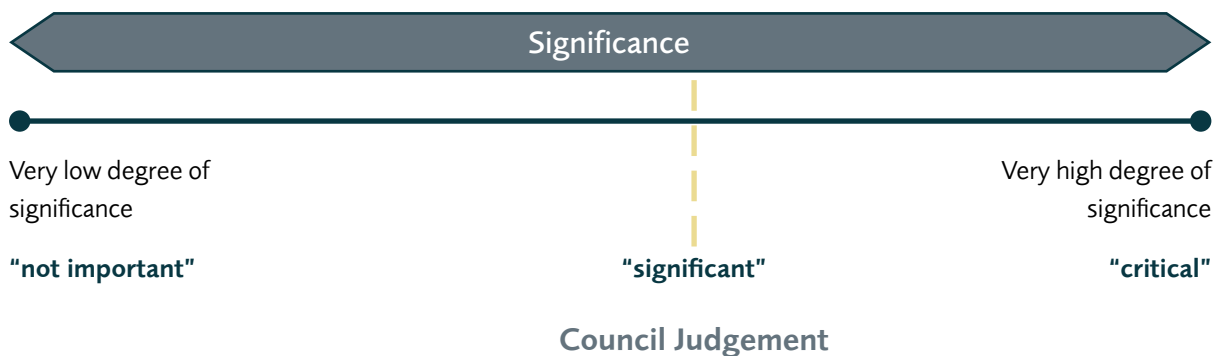 Significance
Very low degree of
significance
Very high degree of
significance
“not important”
“significant”
“critical”
Council Judgement